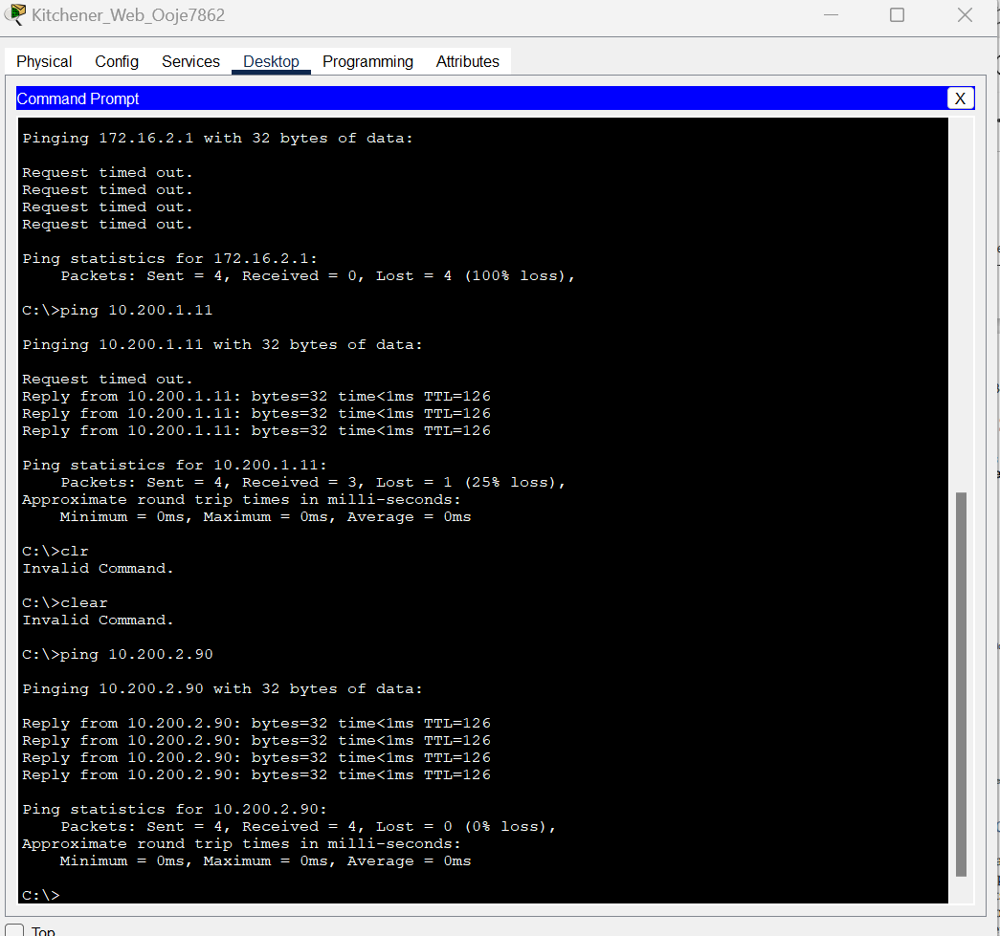 Kitchener_Web_Ooje7862
Physical Config Services Desktop Programming Attributes
Command Prompt X
Pinging 172.16.2.1 with 32 bytes of data:
Request timed out.
Request timed out.
Request timed out.
Request timed out.
Ping statistics for 172.16.2.1:
Packets: Sent = 4, Received = 0, Lost = 4 (100% loss),
C:\>ping 10.200.1.11
Pinging 10.200.1.11 with 32 bytes of data:
Request timed out.
Reply from 10.200.1.11: bytes=32 time<1ms TTL=126
Reply from 10.200.1.11: bytes=32 time<1ms TTL=126
Reply from 10.200.1.11: bytes=32 time<1ms TTL=126
Ping statistics for 10.200.1.11:
Packets: Sent = 4, Received = 3, Lost = 1 (25% loss),
Approximate round trip times in milli-seconds:
Minimum = 0ms, Maximum = 0ms, Average = 0ms
C:\>clr
Invalid Command.
C:\>clear
Invalid Command.
C:\>ping 10.200.2.90
Pinging 10.200.2.90 with 32 bytes of data:
Reply from 10.200.2.90: bytes=32 time<1ms TTL=126
Reply from 10.200.2.90: bytes=32 time<1ms TTL=126
Reply from 10.200.2.90: bytes=32 time<1ms TTL=126
Reply from 10.200.2.90: bytes=32 time<1ms TTL=126
Ping statistics for 10.200.2.90:
Packets: Sent = 4, Received = 4, Lost = 0 (0% loss),
Approximate round trip times in milli-seconds:
Minimum = 0ms, Maximum = 0ms, Average = 0ms
C:\>
Top